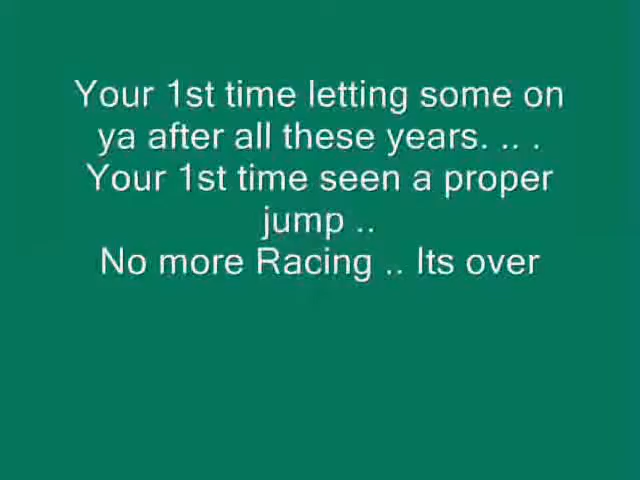 Your 1st time letting some on
ya after all these years. .. .
Your 1st time seen a proper
jump ..
No more Racing .. Its over